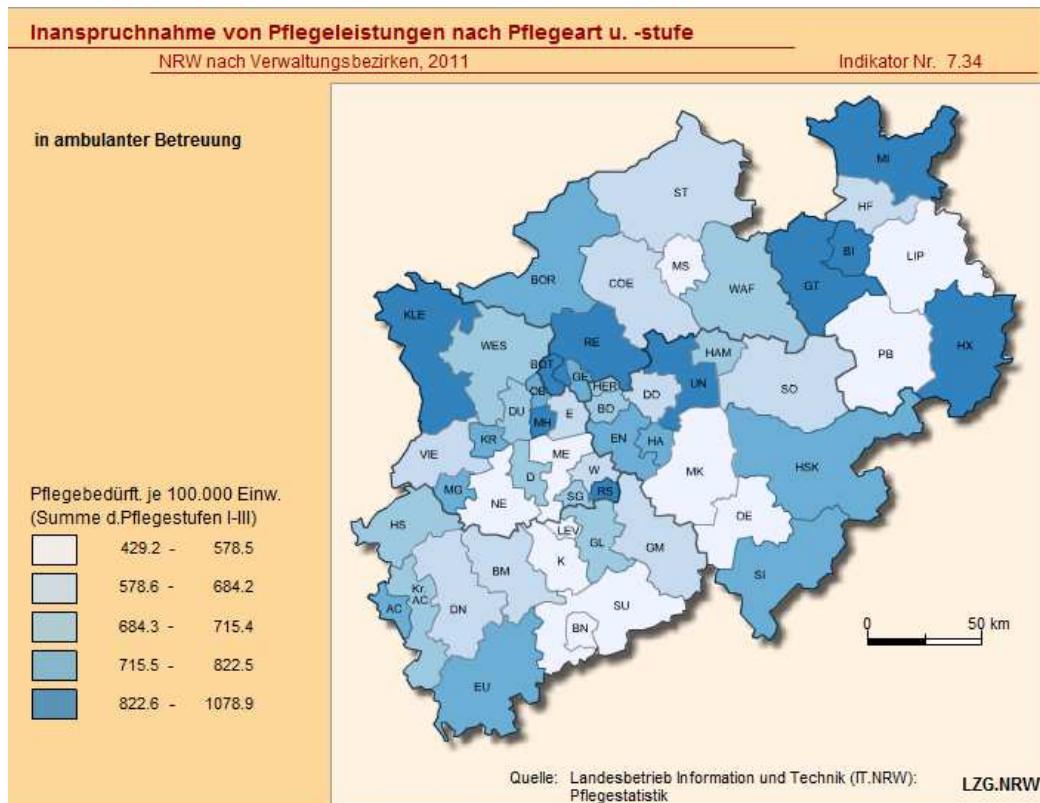 Inanspruchnahme von Pflegeleistungen nach Pflegeart u. -stufe
NRW nach Verwaltungsbezirken, 2011 Indikator Nr. 7.34
in ambulanter Betreuung
MI
ST
HF
MS
BI
LIP
BOR
COE
WAF
GT
KLE
RE
HX
WES
HAM
PB
BOT
GE
UN
OB
HER
DO
SO
DU
BO
MH
E
KR
EN
HA
VIE
ME
HSK
W
MK
MG
D
NE
SG
RS
DE
HS
LEV
GL
GM
K
BM
SI
Kr.
AC
AC
DN
SU
BN
EU
Pflegebedürft. je 100.000 Einw.
(Summe d.Pflegestufen I-III)
429.2 - 578.5
578.6 - 684.2
684.3 - 715.4
715.5 - 822.5
822.6 - 1078.9
0 50 km
Quelle: Landesbetrieb Information und Technik (IT.NRW):
Pflegestatistik
LZG.NRW